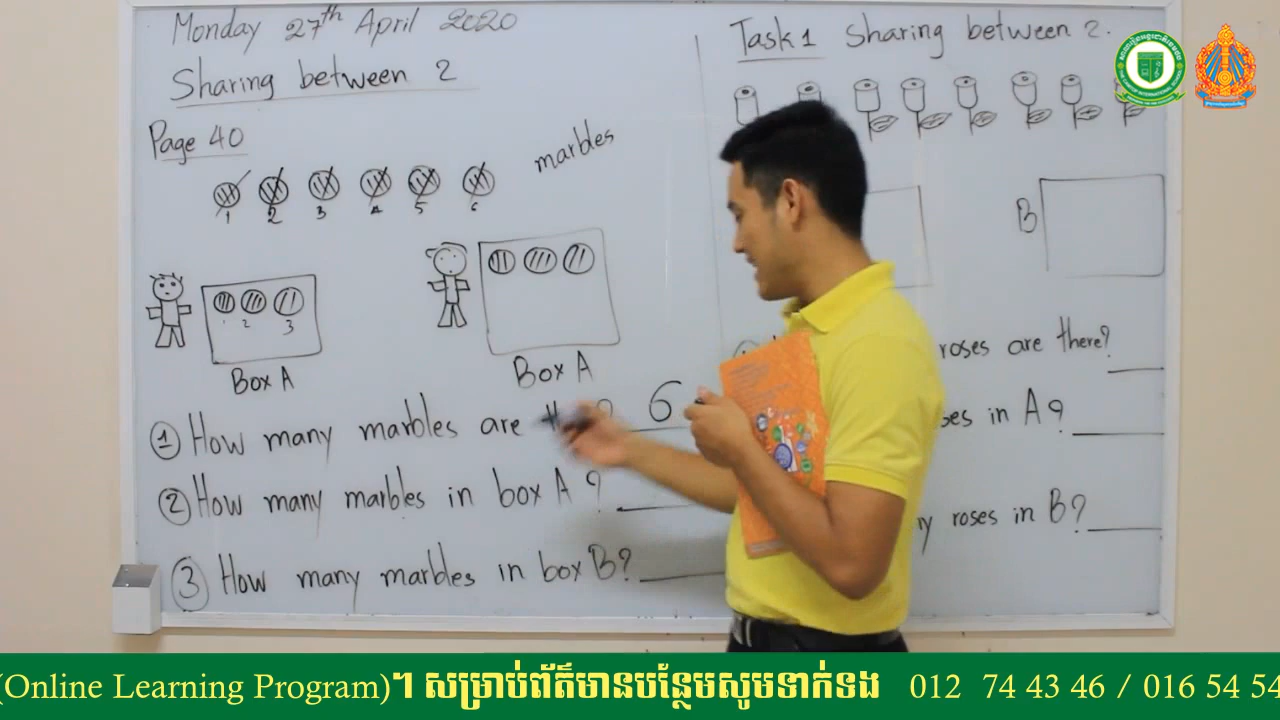 Monday 27th April 2020
Sharing between 2
Page 40
marbles
1 2 3 4 5 6
1 2 3
Box A
Box A
① How many marbles are 6
② How many marbles in box A ?
③ How many marbles in box B?
Task 1 Sharing between 2.
B
roses are there?
in A?
roses in B?
(Online Learning Program)។ សម្រាប់ព័ត៌មានបន្ថែមសូមទាក់ទង 012 74 43 46 / 016 54 54